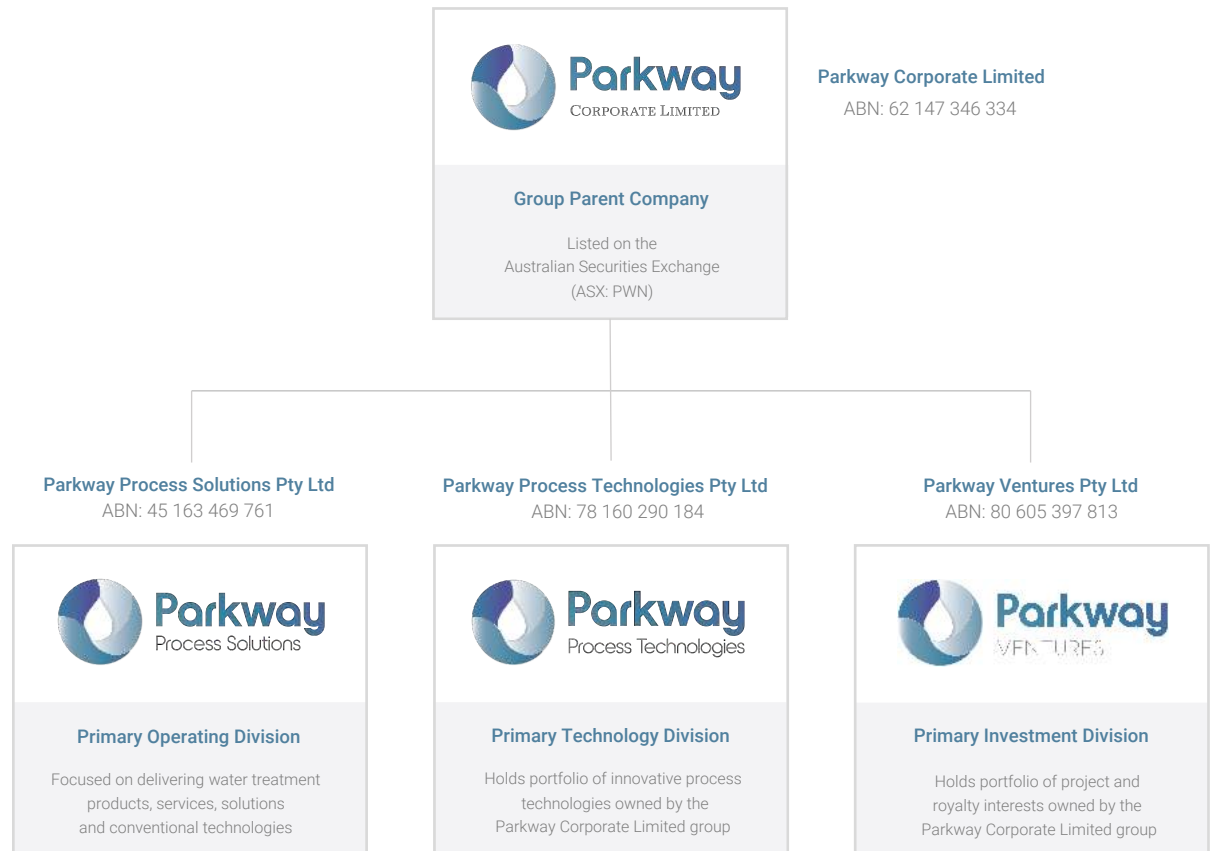 Parkway
CORPORATE LIMITED
Parkway Corporate Limited
ABN: 62 147 346 334
Group Parent Company
Listed on the
Australian Securities Exchange
(ASX: PWN)
Parkway Process Solutions Pty Ltd
ABN: 45 163 469 761
Parkway
Process Solutions
Primary Operating Division
Focused on delivering water treatment
products, services, solutions
and conventional technologies
Parkway Process Technologies Pty Ltd
ABN: 78 160 290 184
Parkway
Process Technologies
Primary Technology Division
Holds portfolio of innovative process
technologies owned by the
Parkway Corporate Limited group
Parkway Ventures Pty Ltd
ABN: 80 605 397 813
Parkway
VENTURES
Primary Investment Division
Holds portfolio of project and
royalty interests owned by the
Parkway Corporate Limited group